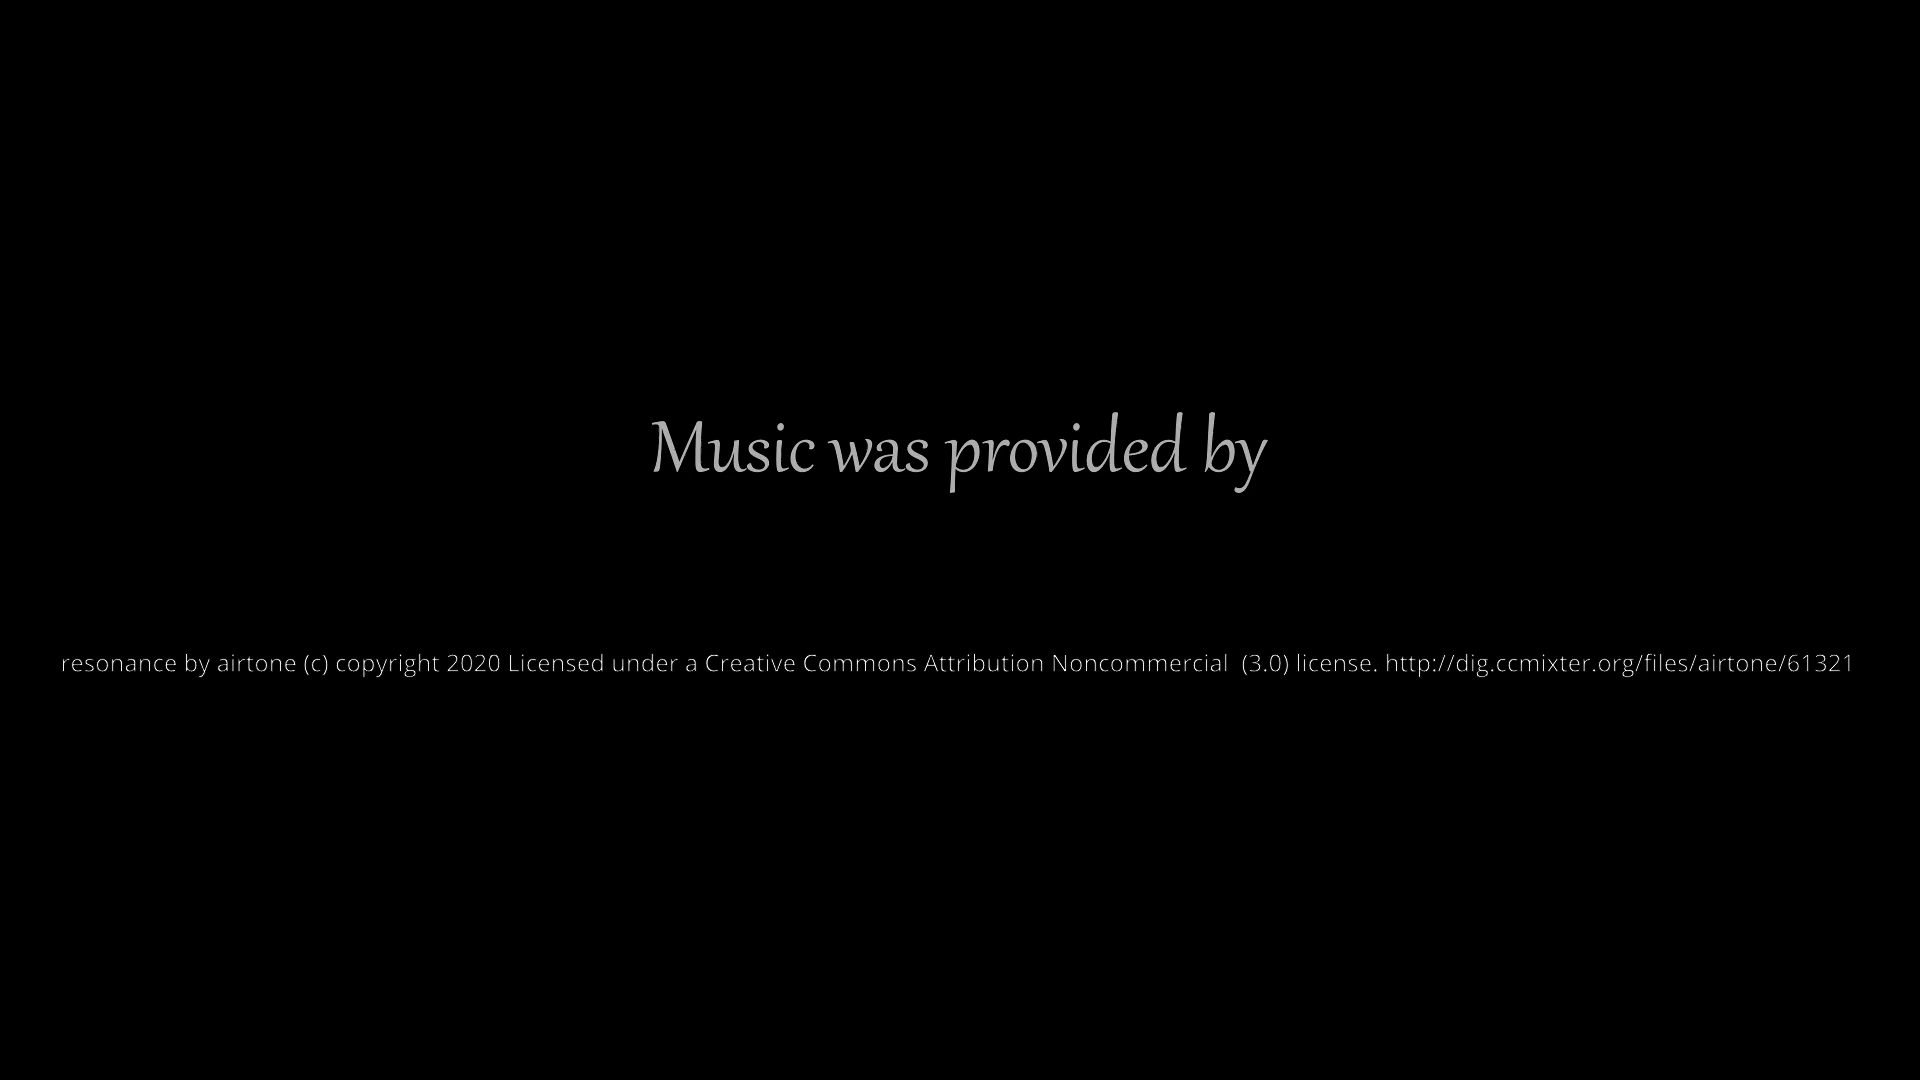 Music was provided by
resonance by airtone (c) copyright 2020 Licensed under a Creative Commons Attribution Noncommercial  (3.0) license. http://dig.ccmixter.org/files/airtone/61321